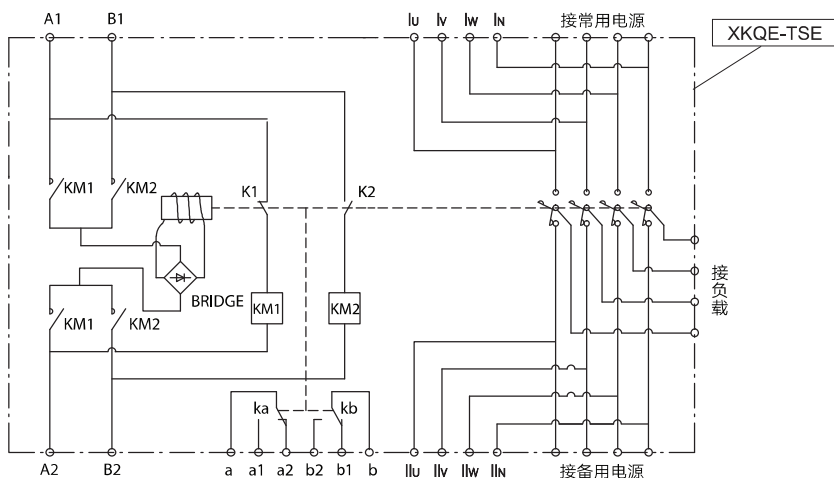 A1 B1 IU IV IW IN 接常用电源
XKQE-TSE
KM1 KM2 K1 K2
BRIDGE
KM1 KM2
KM1 KM2
接负载
ka kb
A2 B2 a a1 a2 b2 b1 b IIU IIV IIW IIN 接备用电源